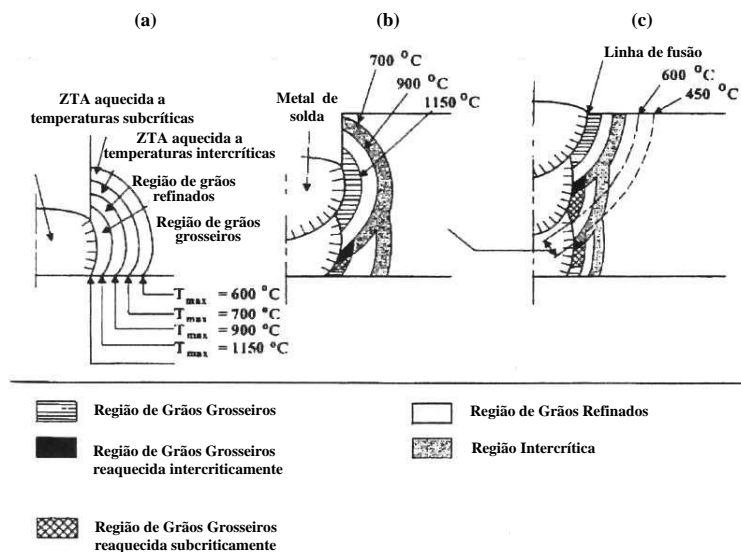 (a)
(b)
(c)
ZTA aquecida a
temperaturas subcríticas
ZTA aquecida a
temperaturas intercríticas
Região de grãos
refinados
Região de grãos
grosseiros
T max = 600 °C
T max = 700 °C
T max = 900 °C
T max = 1150 °C
Metal de
solda
700 °C
900 °C
1150 °C
Linha de fusão
600 °C
450 °C
Região de Grãos Grosseiros
Região de Grãos Grosseiros
reaquecida intercriticamente
Região de Grãos Grosseiros
reaquecida subcriticamente
Região de Grãos Refinados
Região Intercrítica